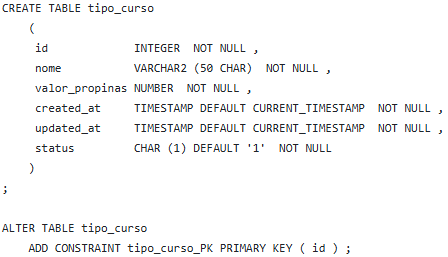 CREATE TABLE tipo_curso
(
id INTEGER NOT NULL ,
nome VARCHAR2 (50 CHAR) NOT NULL ,
valor_propinas NUMBER NOT NULL ,
created_at TIMESTAMP DEFAULT CURRENT_TIMESTAMP NOT NULL ,
updated_at TIMESTAMP DEFAULT CURRENT_TIMESTAMP NOT NULL ,
status CHAR (1) DEFAULT '1' NOT NULL
)
;
ALTER TABLE tipo_curso
ADD CONSTRAINT tipo_curso_PK PRIMARY KEY ( id ) ;